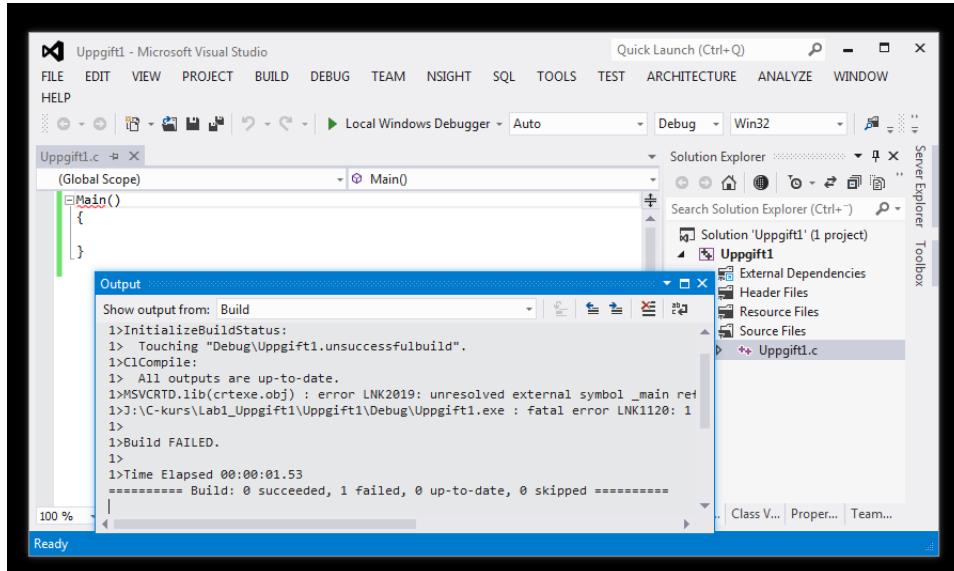 Uppgift1 - Microsoft Visual Studio
Quick Launch (Ctrl+Q)
FILE EDIT VIEW PROJECT BUILD DEBUG TEAM NSIGHT SQL TOOLS TEST ARCHITECTURE ANALYZE WINDOW
HELP
Local Windows Debugger Auto Debug Win32
Uppgift1.c
(Global Scope) Main()
Main()
{
}
100 %
Output
Show output from: Build
1>InitializeBuildStatus:
1> Touching "Debug\Uppgift1.unsuccessfulbuild".
1>ClCompile:
1> All outputs are up-to-date.
1>MSVCRTD.lib(crtexe.obj) : error LNK2019: unresolved external symbol _main ref
1>J:\C-kurs\Lab1_Uppgift1\Uppgift1\Debug\Uppgift1.exe : fatal error LNK1120: 1
1>
1>Build FAILED.
1>
1>Time Elapsed 00:00:01.53
========== Build: 0 succeeded, 1 failed, 0 up-to-date, 0 skipped ==========
Solution Explorer
Search Solution Explorer (Ctrl+¨)
Solution 'Uppgift1' (1 project)
Uppgift1
External Dependencies
Header Files
Resource Files
Source Files
Uppgift1.c
Class V... Proper... Team...
Server Explorer
Toolbox
Ready